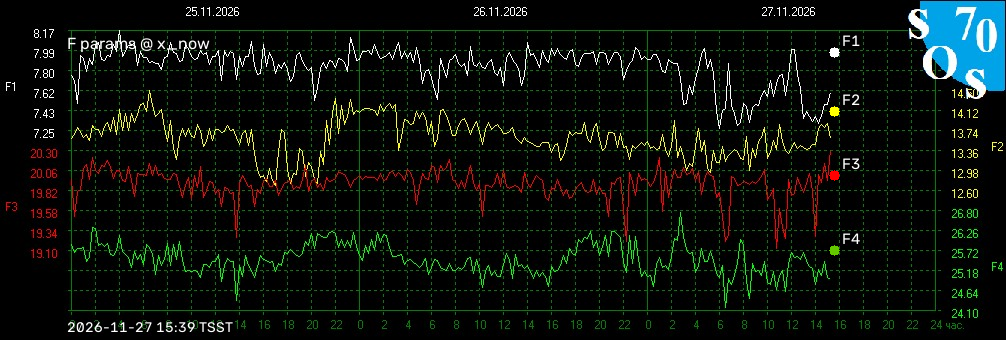 25.11.2026 26.11.2026 27.11.2026
F params @ x_now
8.17
7.99
7.80
7.62
7.43
7.25
F1
20.30
20.06
19.82
19.58
19.34
19.10
F3
F1
F2
F3
F4
SOS 70
14.12
13.74
13.36
12.98
12.60
F2
26.80
26.26
25.72
25.18
24.64
24.10
F4
2026-11-27 15:39 TSST
14 16 18 20 22 0 2 4 6 8 10 12 14 16 18 20 22 0 2 4 6 8 10 12 14 16 18 20 22 24 час.